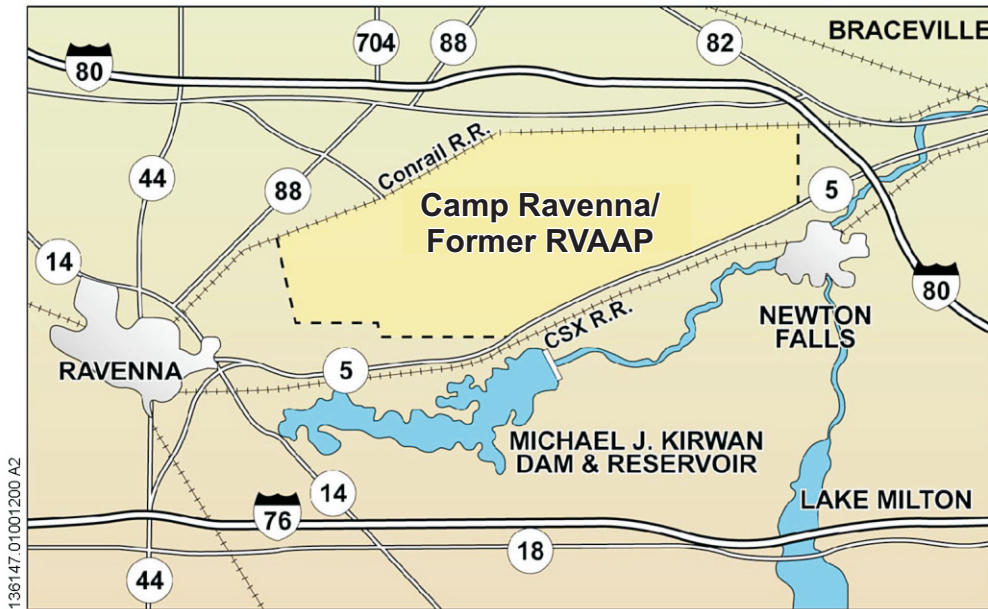 BRACEVILLE
704
88
82
80
Conrail R.R.
44
88
5
Camp Ravenna/
Former RVAAP
14
80
NEWTON
FALLS
CSX R.R.
RAVENNA
5
MICHAEL J. KIRWAN
DAM & RESERVOIR
14
LAKE MILTON
76
18
44
136147.01001200 A2